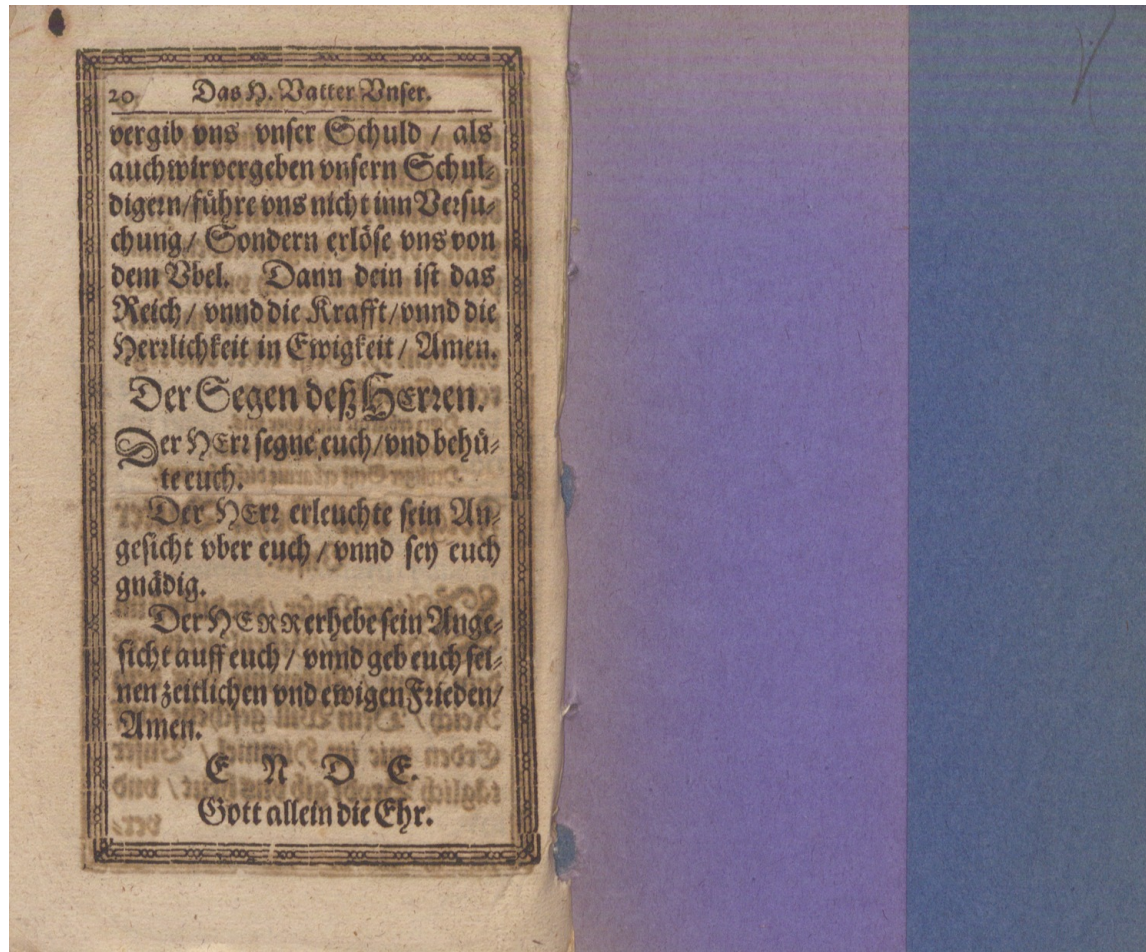 20 Das H. Vatter Vnser.
vergib vns vnser Schuld / als
auch wir vergeben vnsern Schul-
digern/führe vns nicht inn Versu-
chung/ Sondern erlöse vns von
dem Vbel. Dann dein ist das
Reich / vnnd die Krafft/vnnd die
Herrlichkeit in Ewigkeit / Amen.
Der Segen deß HErren.
Der HErr segne euch/vnd behü-
te euch.
Der HErr erleuchte sein An-
gesicht vber euch / vnnd sey euch
gnädig.
Der HERR erhebe sein Ange-
sicht auff euch / vnnd geb euch sei-
nen zeitlichen vnd ewigen Frieden/
Amen.
E N D E.
Gott allein die Ehr.